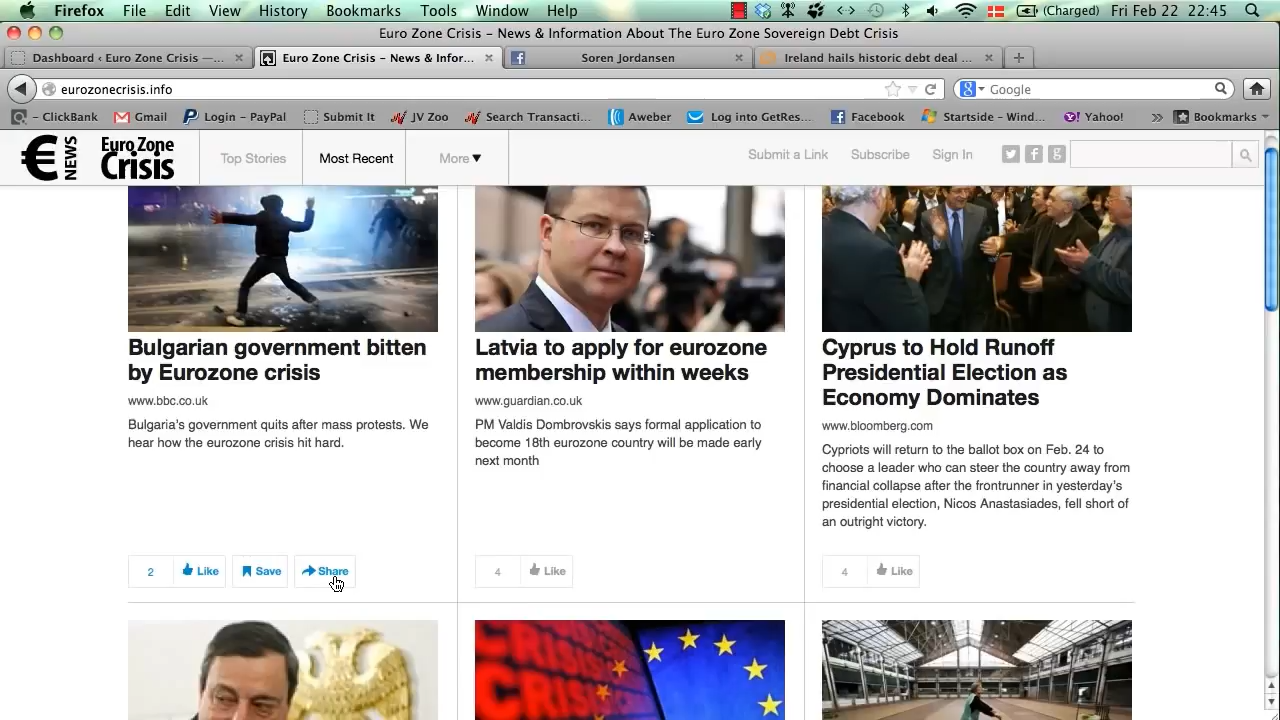 Firefox File Edit View History Bookmarks Tools Window Help (Charged) Fri Feb 22 22:45
Euro Zone Crisis – News & Information About The Euro Zone Sovereign Debt Crisis
Dashboard ‹ Euro Zone Crisis —... Euro Zone Crisis – News & Infor... Soren Jordansen Ireland hails historic debt deal ...
eurozonecrisis.info Google
- ClickBank Gmail Login – PayPal Submit It JV Zoo Search Transacti... Aweber Log into GetRes... Facebook Startside – Wind... Yahoo! » Bookmarks
€ NEWS Euro Zone Crisis Top Stories Most Recent More ▼ Submit a Link Subscribe Sign In
Bulgarian government bitten
by Eurozone crisis
www.bbc.co.uk
Bulgaria's government quits after mass protests. We
hear how the eurozone crisis hit hard.
2 Like Save Share
Latvia to apply for eurozone
membership within weeks
www.guardian.co.uk
PM Valdis Dombrovskis says formal application to
become 18th eurozone country will be made early
next month
4 Like
Cyprus to Hold Runoff
Presidential Election as
Economy Dominates
www.bloomberg.com
Cypriots will return to the ballot box on Feb. 24 to
choose a leader who can steer the country away from
financial collapse after the frontrunner in yesterday's
presidential election, Nicos Anastasiades, fell short of
an outright victory.
4 Like
CRISIS
CRISIS